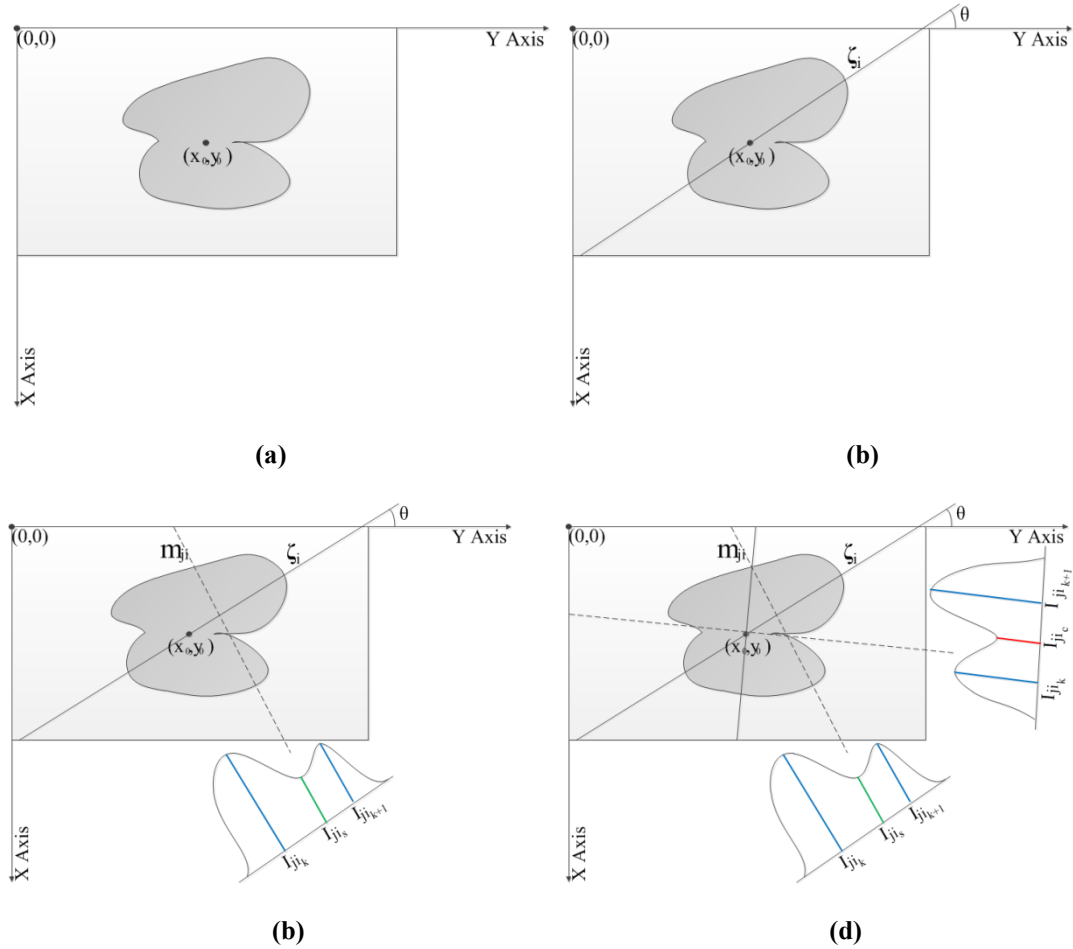 (0,0)
Y Axis
(x₀,y₀)
X Axis
(a)
(0,0)
Y Axis
θ
ζi
(x₀,y₀)
X Axis
(b)
(0,0)
Y Axis
θ
mji
ζi
(x₀,y₀)
Ijik
Ijis
Ijik+1
X Axis
(b)
(0,0)
Y Axis
θ
mji
ζi
(x₀,y₀)
Ijik+1
Ijic
Ijik
Ijik
Ijis
Ijik+1
X Axis
(d)